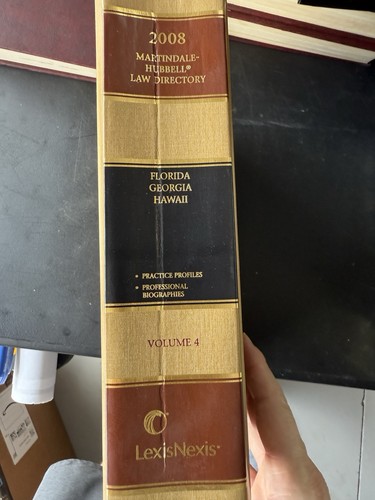 2008
MARTINDALE-
HUBBELL®
LAW DIRECTORY
FLORIDA
GEORGIA
HAWAII
• PRACTICE PROFILES
• PROFESSIONAL
BIOGRAPHIES
VOLUME 4
LexisNexis®